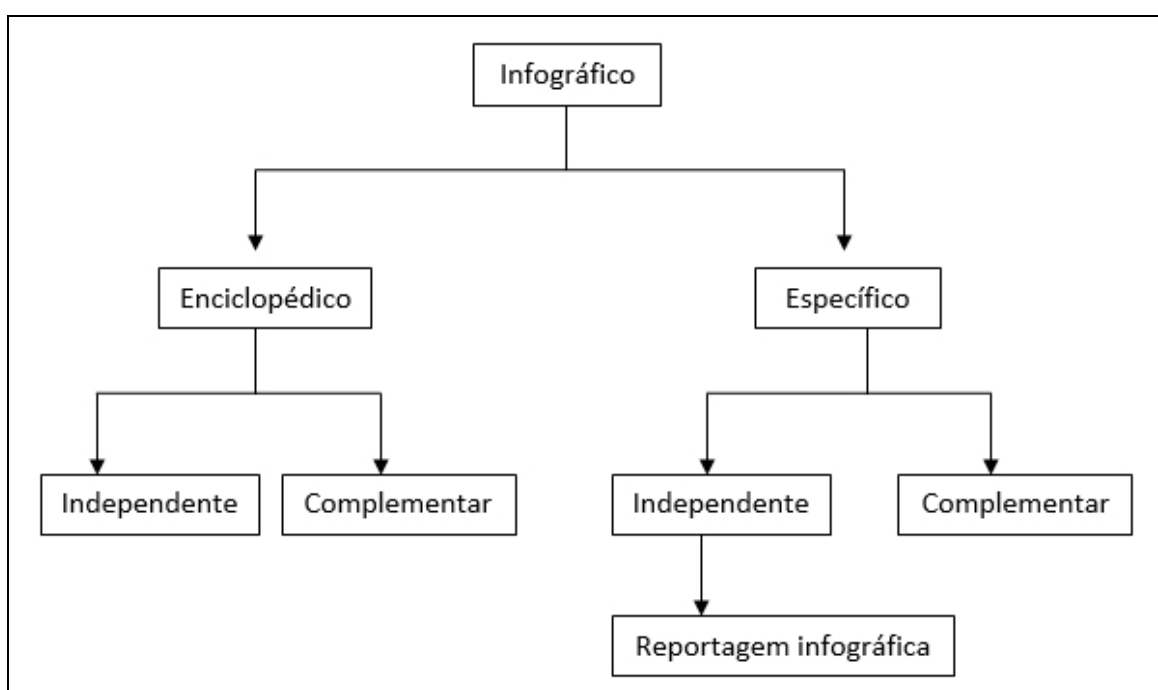 Infográfico
Enciclopédico
Específico
Independente
Complementar
Independente
Complementar
Reportagem infográfica